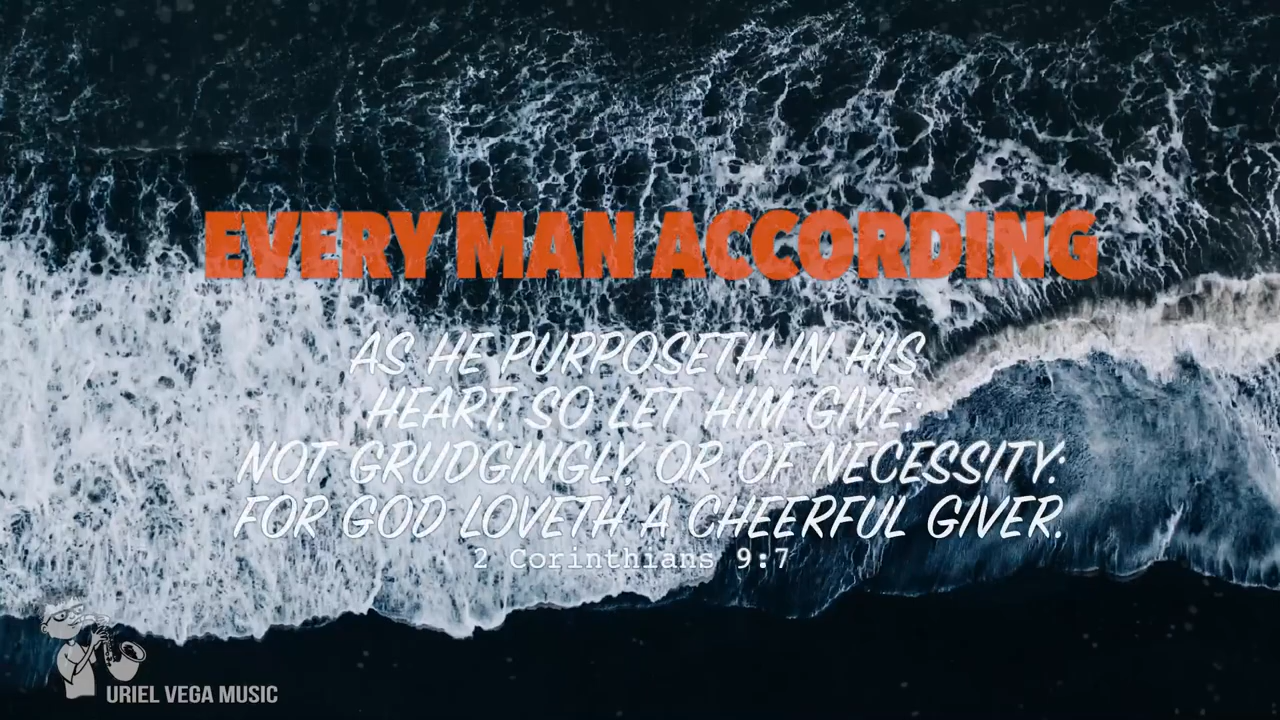 EVERY MAN ACCORDING
AS HE PURPOSETH IN HIS
HEART, SO LET HIM GIVE;
NOT GRUDGINGLY, OR OF NECESSITY:
FOR GOD LOVETH A CHEERFUL GIVER.
2 Corinthians 9:7
URIEL VEGA MUSIC